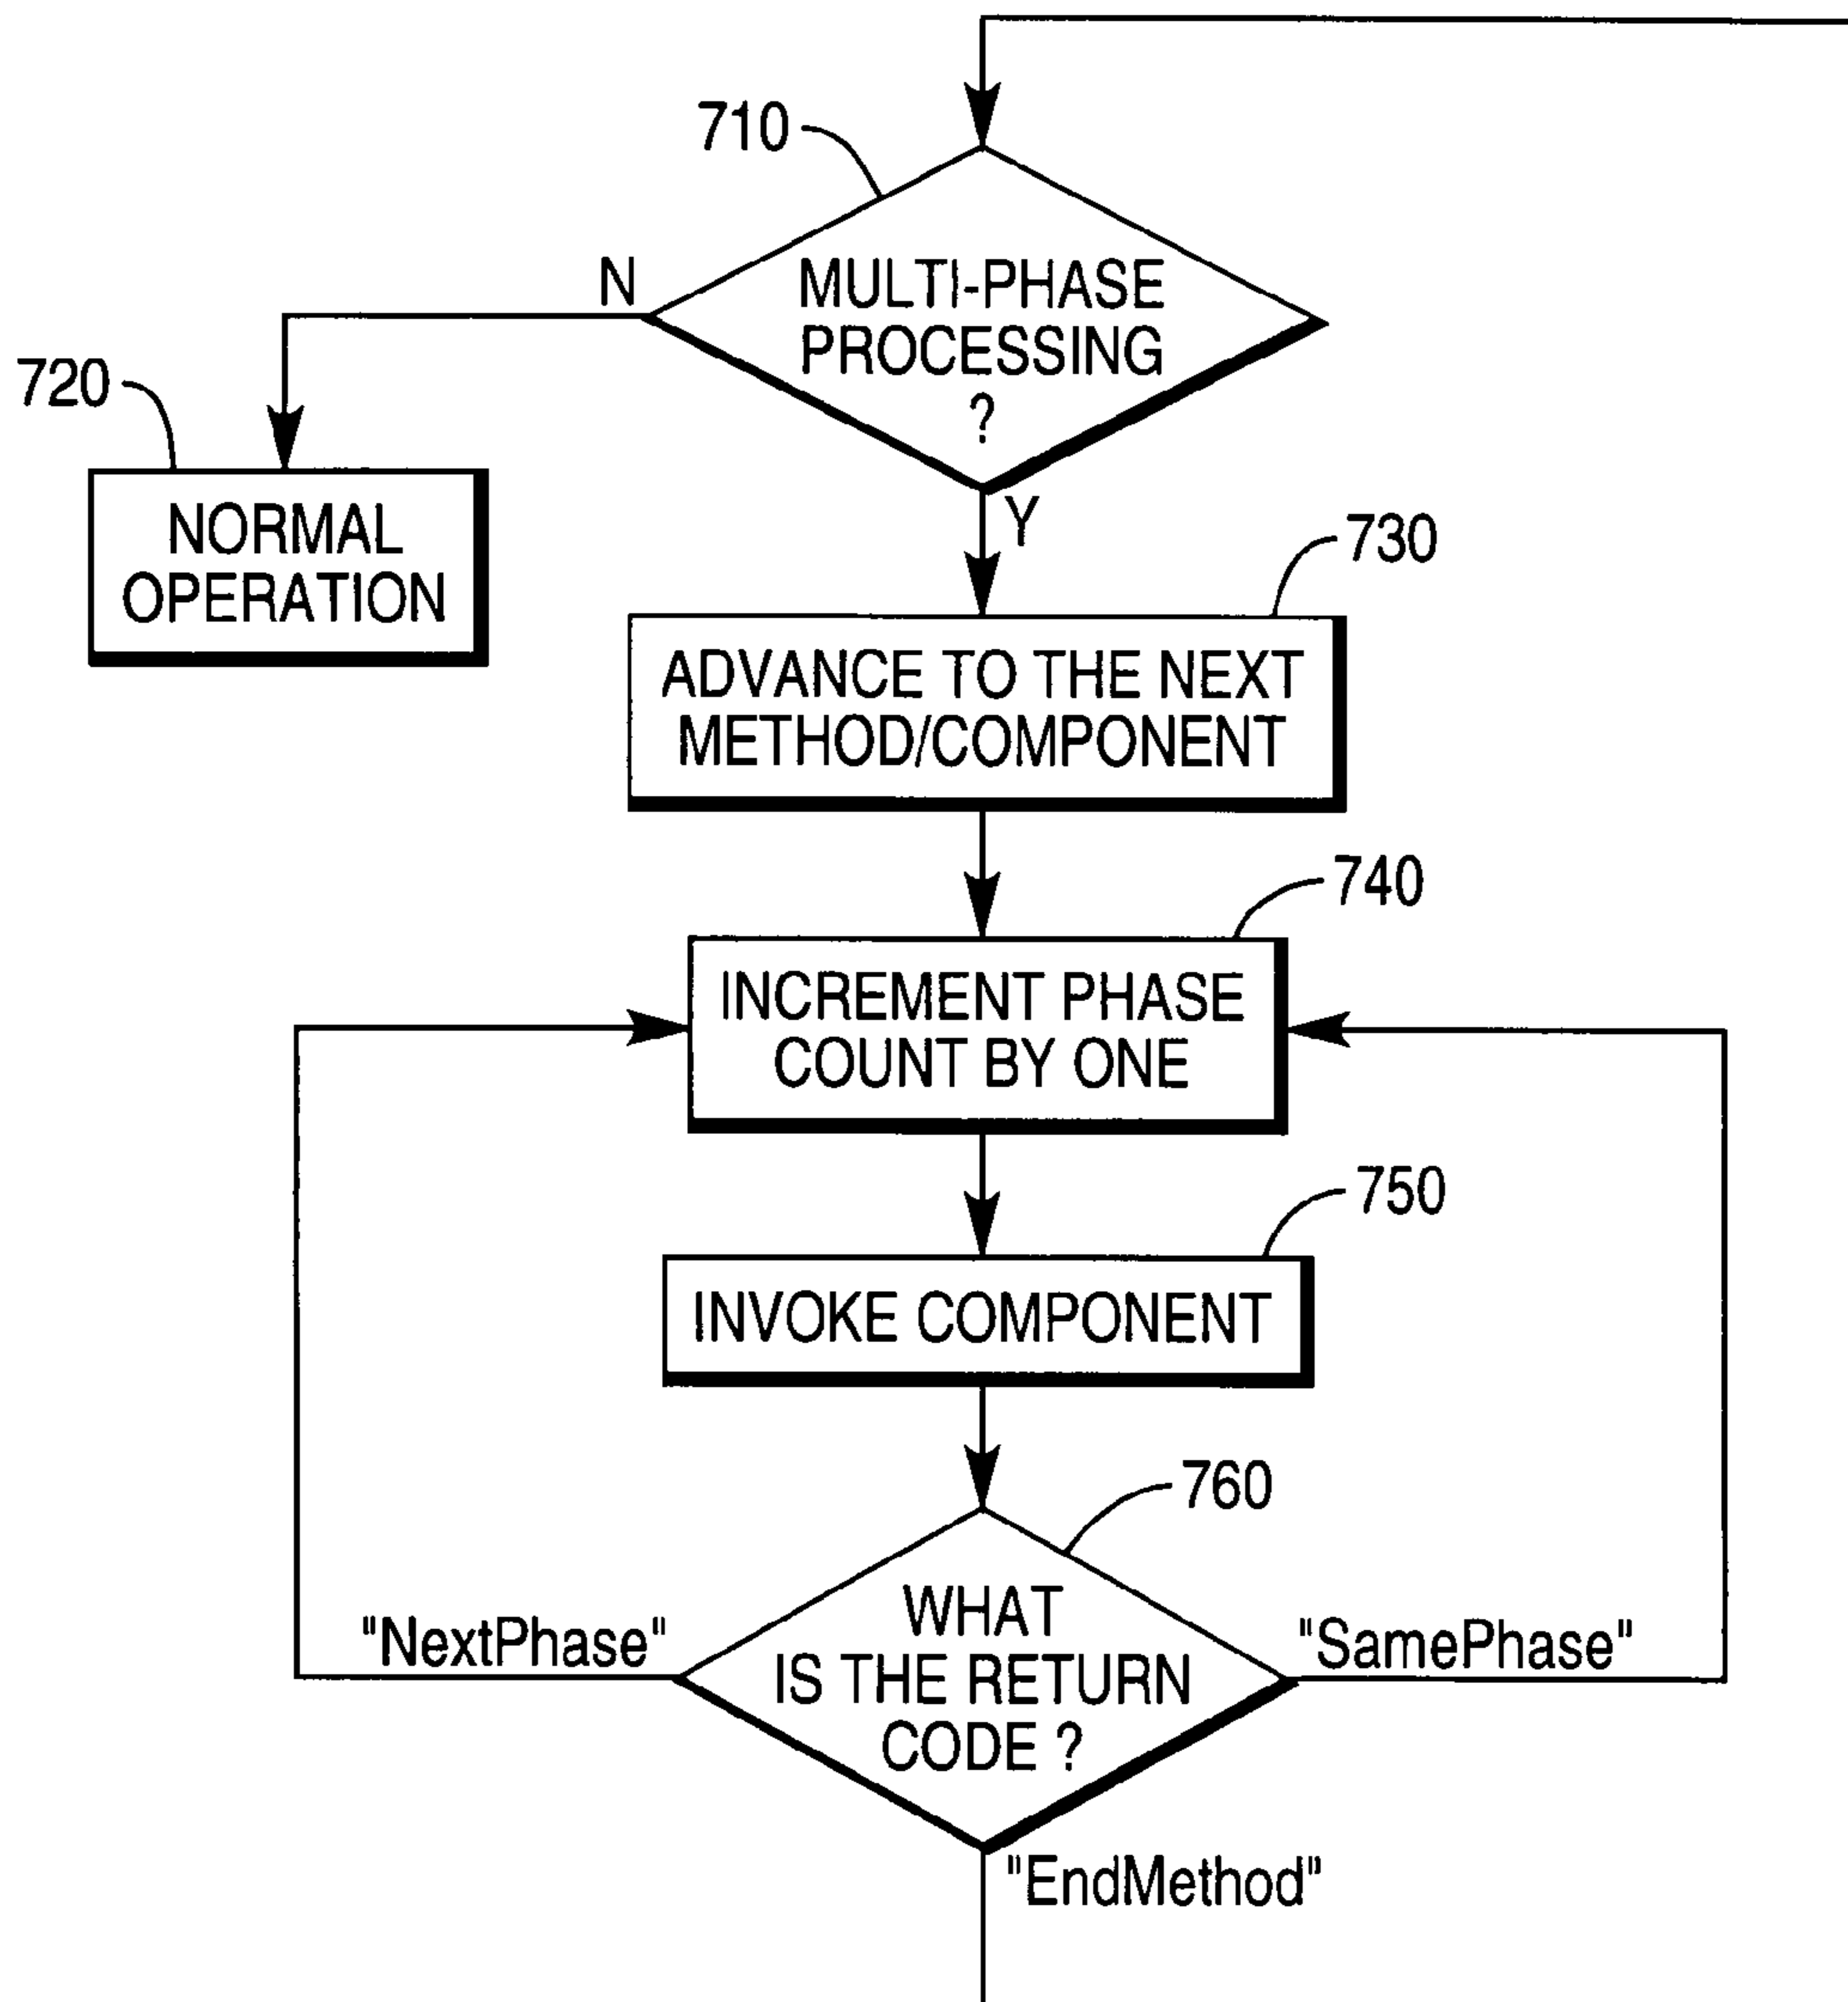 710
N
MULTI-PHASE
PROCESSING
?
720
NORMAL
OPERATION
Y
730
ADVANCE TO THE NEXT
METHOD/COMPONENT
740
INCREMENT PHASE
COUNT BY ONE
750
INVOKE COMPONENT
760
WHAT
IS THE RETURN
CODE ?
"NextPhase"
"SamePhase"
"EndMethod"